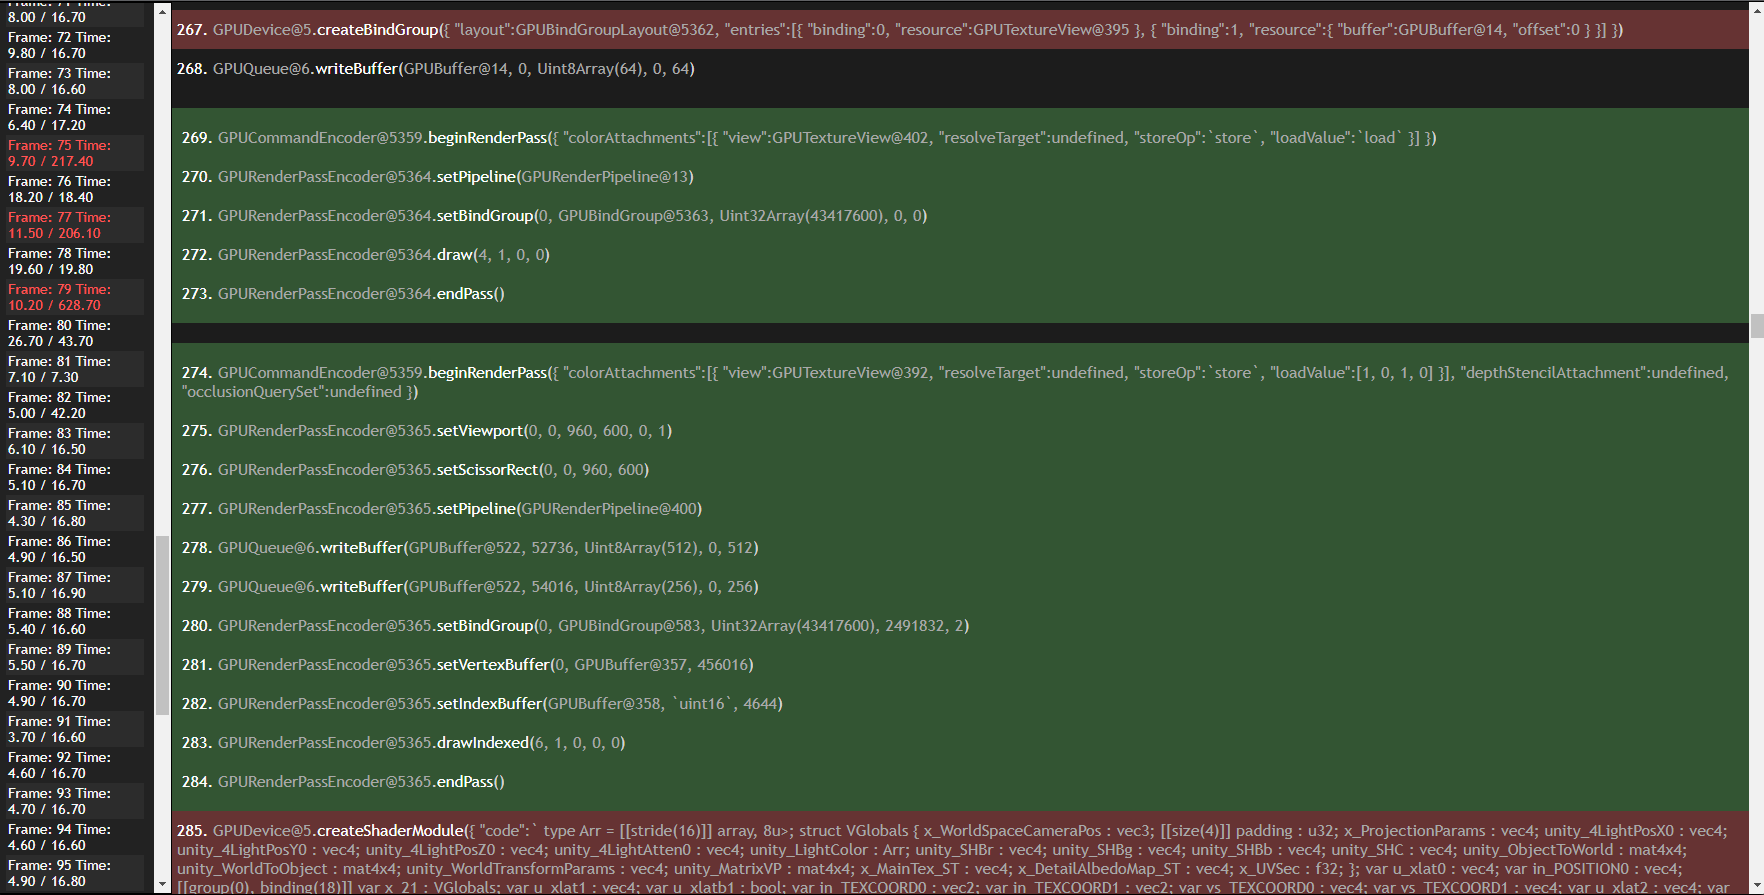 Frame: 71 Time:
8.00 / 16.70
Frame: 72 Time:
9.80 / 16.70
Frame: 73 Time:
8.00 / 16.60
Frame: 74 Time:
6.40 / 17.20
Frame: 75 Time:
9.70 / 217.40
Frame: 76 Time:
18.20 / 18.40
Frame: 77 Time:
11.50 / 206.10
Frame: 78 Time:
19.60 / 19.80
Frame: 79 Time:
10.20 / 628.70
Frame: 80 Time:
26.70 / 43.70
Frame: 81 Time:
7.10 / 7.30
Frame: 82 Time:
5.00 / 42.20
Frame: 83 Time:
6.10 / 16.50
Frame: 84 Time:
5.10 / 16.70
Frame: 85 Time:
4.30 / 16.80
Frame: 86 Time:
4.90 / 16.50
Frame: 87 Time:
5.10 / 16.90
Frame: 88 Time:
5.40 / 16.60
Frame: 89 Time:
5.50 / 16.70
Frame: 90 Time:
4.90 / 16.70
Frame: 91 Time:
3.70 / 16.60
Frame: 92 Time:
4.60 / 16.70
Frame: 93 Time:
4.70 / 16.70
Frame: 94 Time:
4.60 / 16.60
Frame: 95 Time:
4.90 / 16.80
267. GPUDevice@5.createBindGroup({ "layout":GPUBindGroupLayout@5362, "entries":[{ "binding":0, "resource":GPUTextureView@395 }, { "binding":1, "resource":{ "buffer":GPUBuffer@14, "offset":0 } }] })
268. GPUQueue@6.writeBuffer(GPUBuffer@14, 0, Uint8Array(64), 0, 64)
269. GPUCommandEncoder@5359.beginRenderPass({ "colorAttachments":[{ "view":GPUTextureView@402, "resolveTarget":undefined, "storeOp":`store`, "loadValue":`load` }] })
270. GPURenderPassEncoder@5364.setPipeline(GPURenderPipeline@13)
271. GPURenderPassEncoder@5364.setBindGroup(0, GPUBindGroup@5363, Uint32Array(43417600), 0, 0)
272. GPURenderPassEncoder@5364.draw(4, 1, 0, 0)
273. GPURenderPassEncoder@5364.endPass()
274. GPUCommandEncoder@5359.beginRenderPass({ "colorAttachments":[{ "view":GPUTextureView@392, "resolveTarget":undefined, "storeOp":`store`, "loadValue":[1, 0, 1, 0] }], "depthStencilAttachment":undefined,
"occlusionQuerySet":undefined })
275. GPURenderPassEncoder@5365.setViewport(0, 0, 960, 600, 0, 1)
276. GPURenderPassEncoder@5365.setScissorRect(0, 0, 960, 600)
277. GPURenderPassEncoder@5365.setPipeline(GPURenderPipeline@400)
278. GPUQueue@6.writeBuffer(GPUBuffer@522, 52736, Uint8Array(512), 0, 512)
279. GPUQueue@6.writeBuffer(GPUBuffer@522, 54016, Uint8Array(256), 0, 256)
280. GPURenderPassEncoder@5365.setBindGroup(0, GPUBindGroup@583, Uint32Array(43417600), 2491832, 2)
281. GPURenderPassEncoder@5365.setVertexBuffer(0, GPUBuffer@357, 456016)
282. GPURenderPassEncoder@5365.setIndexBuffer(GPUBuffer@358, `uint16`, 4644)
283. GPURenderPassEncoder@5365.drawIndexed(6, 1, 0, 0, 0)
284. GPURenderPassEncoder@5365.endPass()
285. GPUDevice@5.createShaderModule({ "code":` type Arr = [[stride(16)]] array, 8u>; struct VGlobals { x_WorldSpaceCameraPos : vec3; [[size(4)]] padding : u32; x_ProjectionParams : vec4; unity_4LightPosX0 : vec4;
unity_4LightPosY0 : vec4; unity_4LightPosZ0 : vec4; unity_4LightAtten0 : vec4; unity_LightColor : Arr; unity_SHBr : vec4; unity_SHBg : vec4; unity_SHBb : vec4; unity_SHC : vec4; unity_ObjectToWorld : mat4x4;
unity_WorldToObject : mat4x4; unity_WorldTransformParams : vec4; unity_MatrixVP : mat4x4; x_MainTex_ST : vec4; x_DetailAlbedoMap_ST : vec4; x_UVSec : f32; }; var u_xlat0 : vec4; var in_POSITION0 : vec4;
[[group(0), binding(18)]] var x_21 : VGlobals; var u_xlat1 : vec4; var u_xlatb1 : bool; var in_TEXCOORD0 : vec2; var in_TEXCOORD1 : vec2; var vs_TEXCOORD0 : vec4; var vs_TEXCOORD1 : vec4; var u_xlat2 : vec4; var